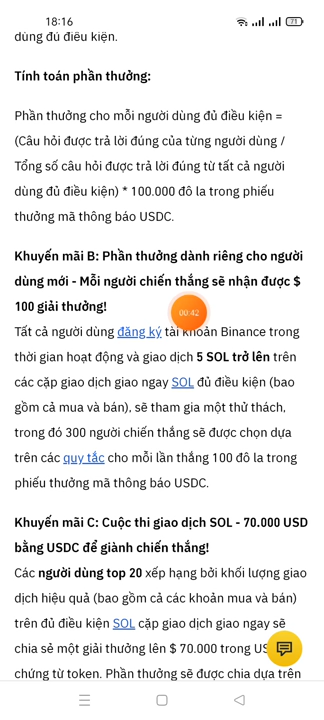 18:16
71
dùng đủ điều kiện.
Tính toán phần thưởng:
Phần thưởng cho mỗi người dùng đủ điều kiện =
(Câu hỏi được trả lời đúng của từng người dùng /
Tổng số câu hỏi được trả lời đúng từ tất cả người
dùng đủ điều kiện) * 100.000 đô la trong phiếu
thưởng mã thông báo USDC.
Khuyến mãi B: Phần thưởng dành riêng cho người
dùng mới - Mỗi người chiến thắng sẽ nhận được $
100 giải thưởng!
00:42
Tất cả người dùng đăng ký tài khoản Binance trong
thời gian hoạt động và giao dịch 5 SOL trở lên trên
các cặp giao dịch giao ngay SOL đủ điều kiện (bao
gồm cả mua và bán), sẽ tham gia một thử thách,
trong đó 300 người chiến thắng sẽ được chọn dựa
trên các quy tắc cho mỗi lần thắng 100 đô la trong
phiếu thưởng mã thông báo USDC.
Khuyến mãi C: Cuộc thi giao dịch SOL - 70.000 USD
bằng USDC để giành chiến thắng!
Các người dùng top 20 xếp hạng bởi khối lượng giao
dịch hiệu quả (bao gồm cả các khoản mua và bán)
trên đủ điều kiện SOL cặp giao dịch giao ngay sẽ
chia sẻ một giải thưởng lên $ 70.000 trong
chứng từ token. Phần thưởng sẽ được chia dựa trên